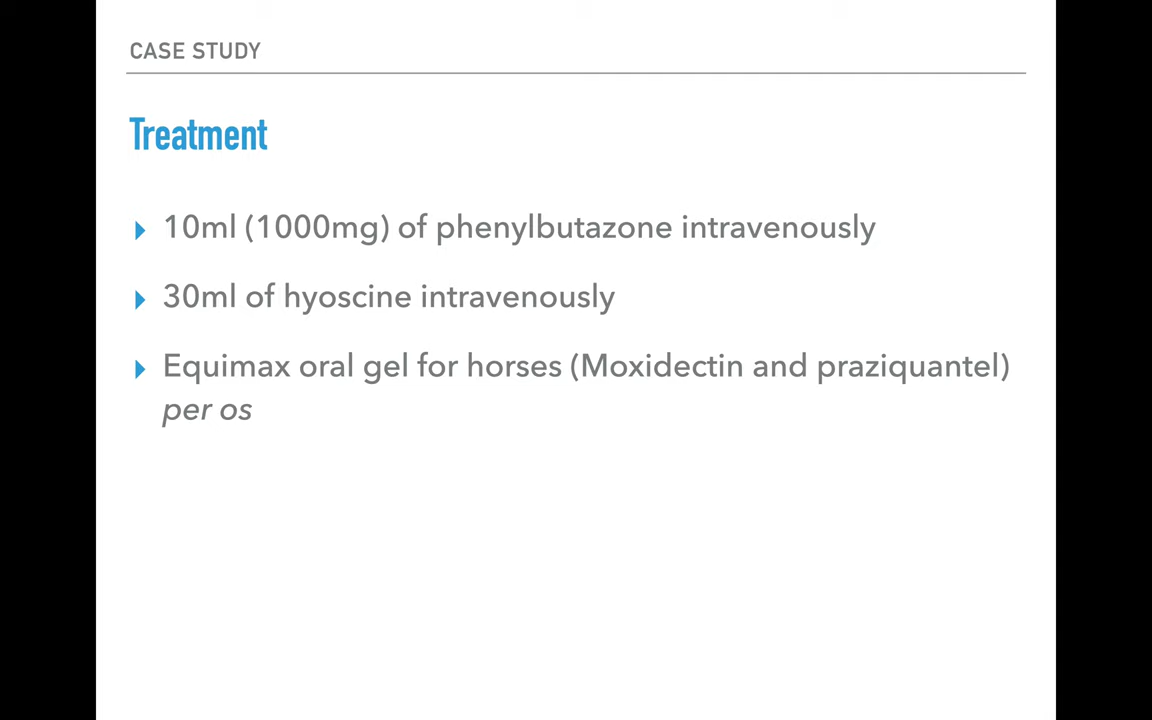 CASE STUDY
Treatment
10ml (1000mg) of phenylbutazone intravenously
30ml of hyoscine intravenously
Equimax oral gel for horses (Moxidectin and praziquantel)
per os